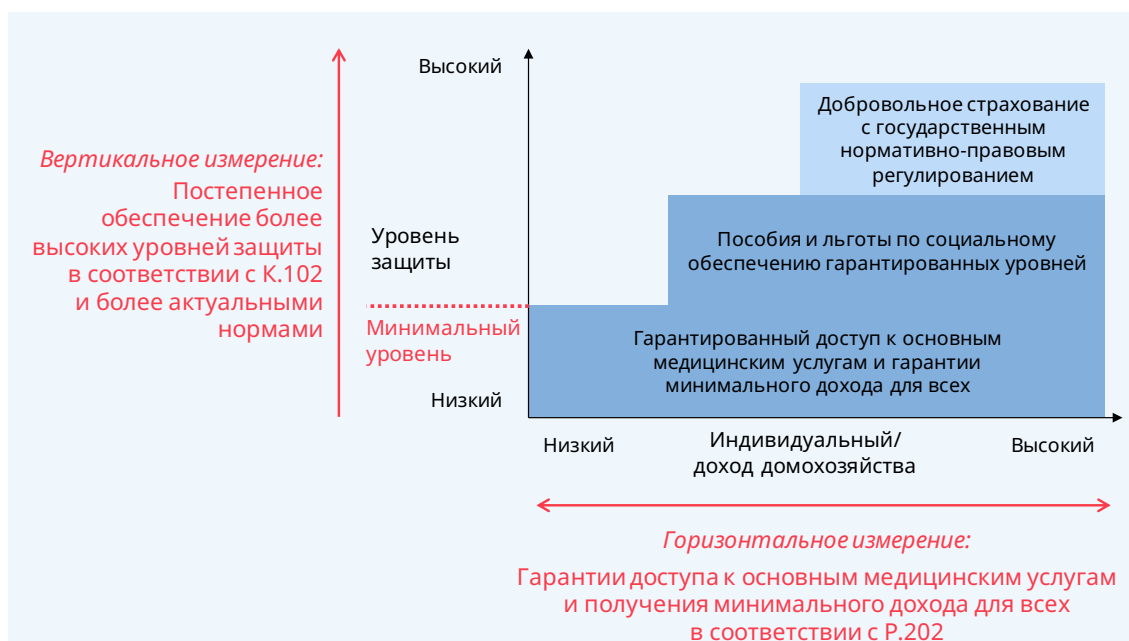 Высокий
Добровольное страхование
с государственным
нормативно-правовым
регулированием
Вертикальное измерение:
Постепенное
обеспечение более
высоких уровней защиты
в соответствии с К.102
и более актуальными
нормами
Уровень
защиты
Пособия и льготы по социальному
обеспечению гарантированных уровней
Минимальный
уровень
Гарантированный доступ к основным
медицинским услугам и гарантии
минимального дохода для всех
Низкий
Низкий
Индивидуальный/
доход домохозяйства
Высокий
Горизонтальное измерение:
Гарантии доступа к основным медицинским услугам
и получения минимального дохода для всех
в соответствии с Р.202